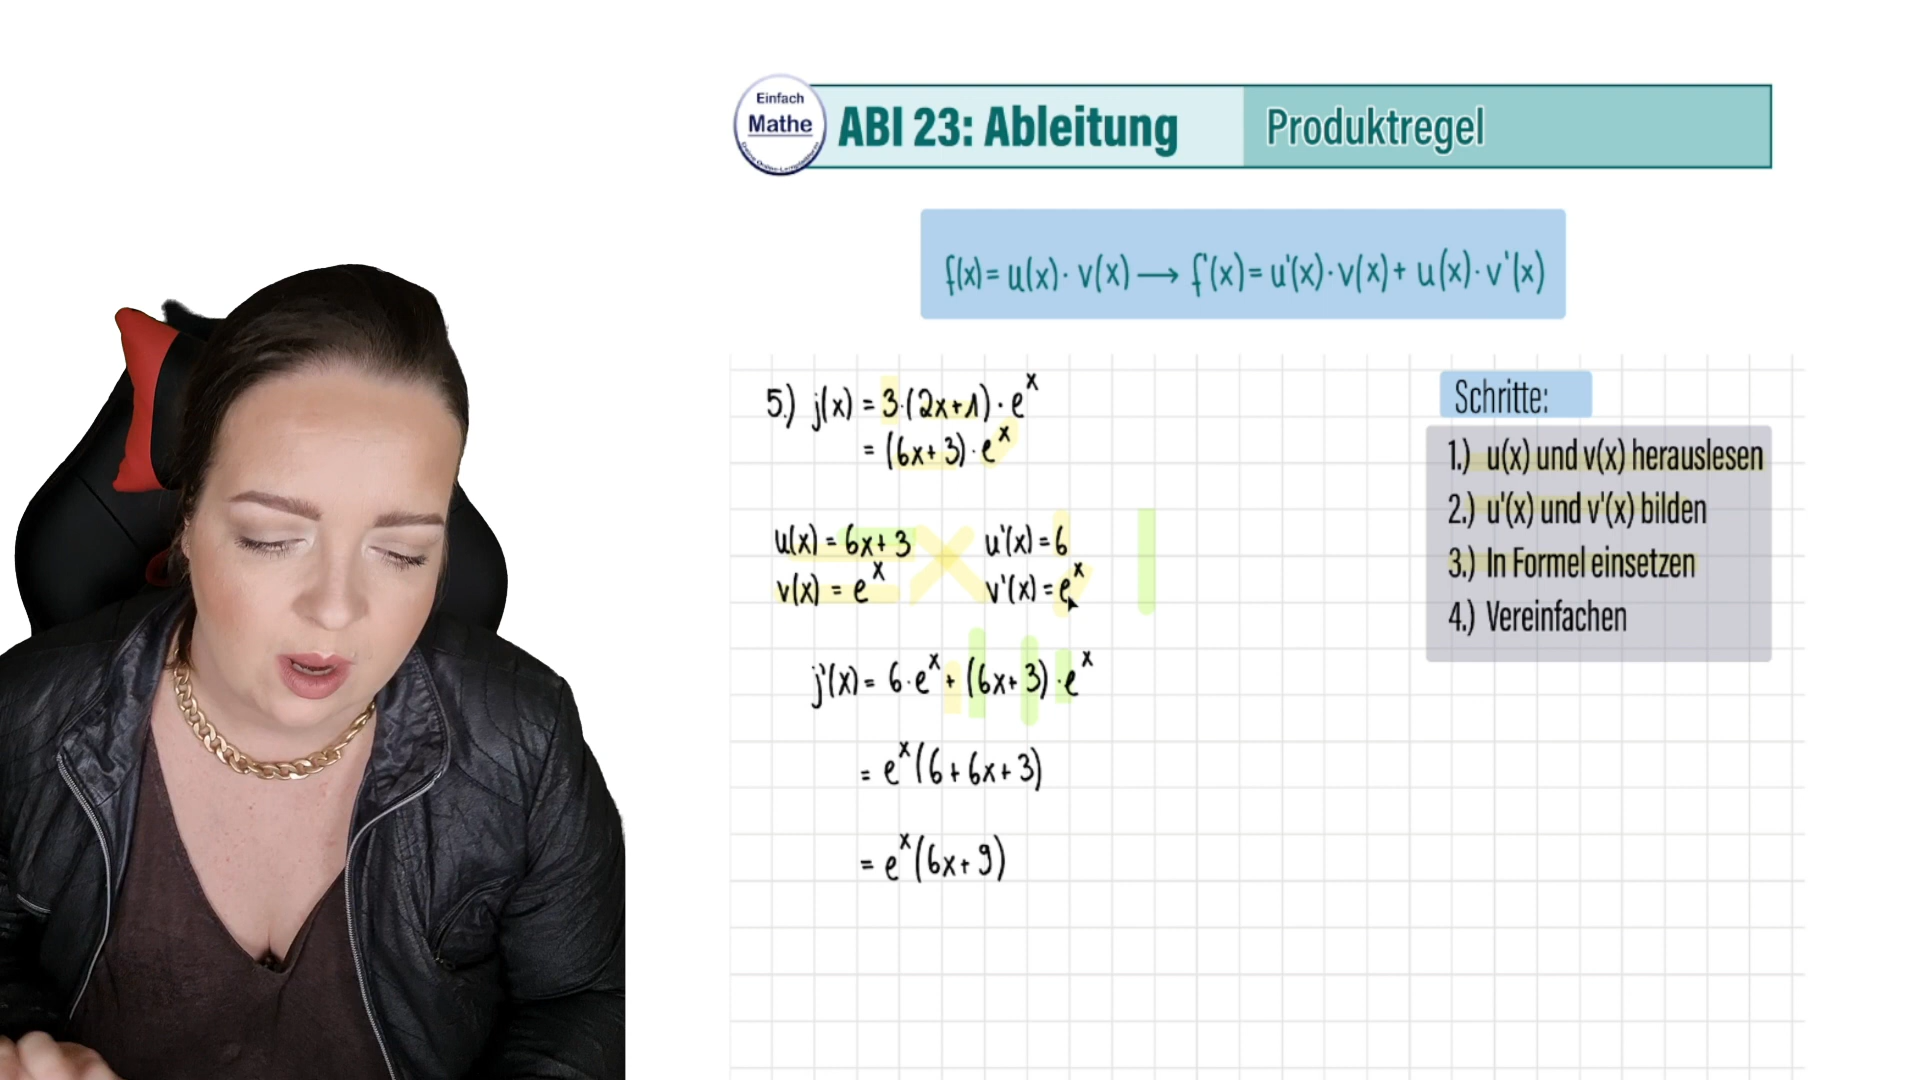 Einfach
Mathe
ABI 23: Ableitung
Produktregel
f(x) = u(x) · v(x) → f'(x) = u'(x) · v(x) + u(x) · v'(x)
5.) j(x) = 3·(2x+1) · e^x
= (6x+3) · e^x
u(x) = 6x+3 u'(x) = 6
v(x) = e^x v'(x) = e^x
j'(x) = 6·e^x + (6x+3) · e^x
= e^x (6+6x+3)
= e^x (6x+9)
Schritte:
1.) u(x) und v(x) herauslesen
2.) u'(x) und v'(x) bilden
3.) In Formel einsetzen
4.) Vereinfachen